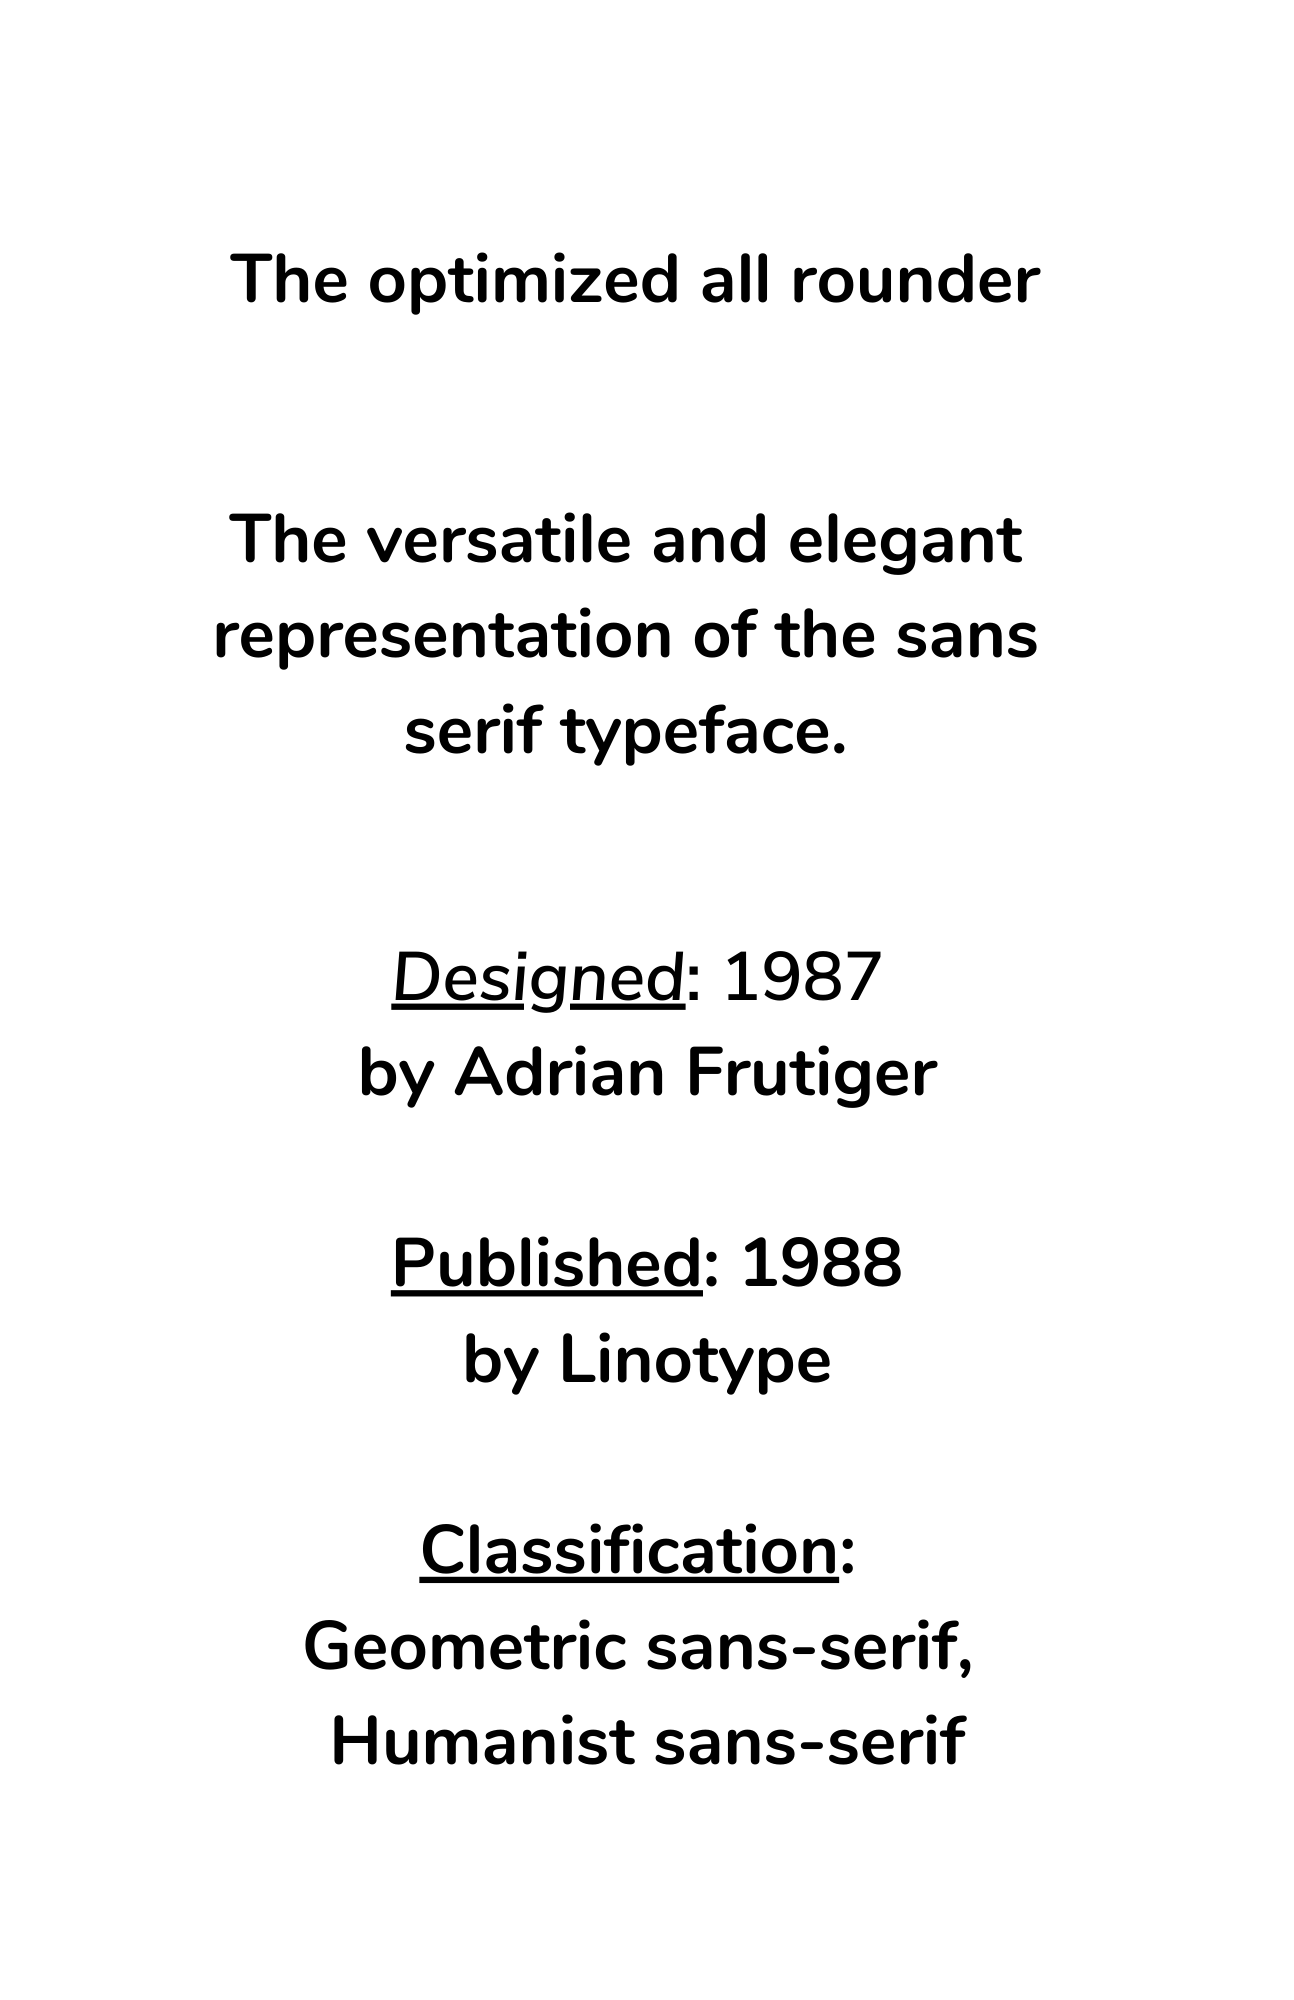 The optimized all rounder
The versatile and elegant
representation of the sans
serif typeface.
Designed: 1987
by Adrian Frutiger
Published: 1988
by Linotype
Classification:
Geometric sans-serif,
Humanist sans-serif